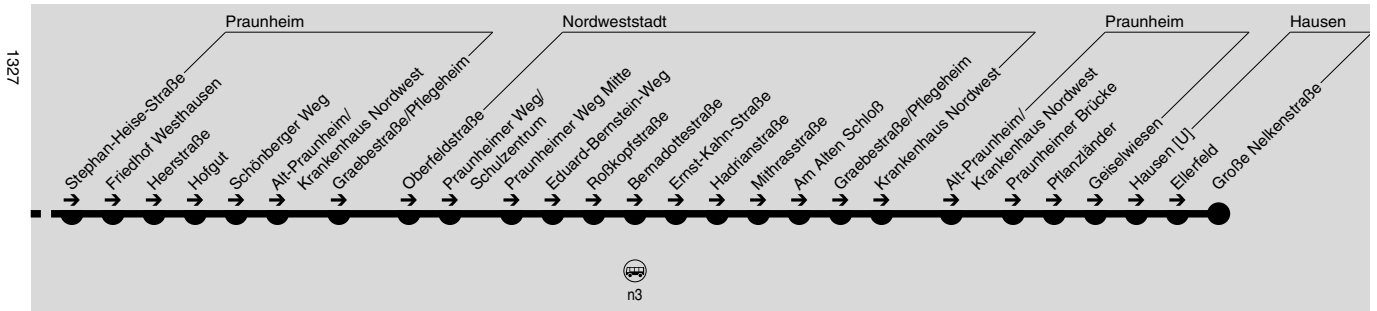 1327
Praunheim
Nordweststadt
Praunheim
Hausen
Stephan-Heise-Straße
Friedhof Westhausen
Heerstraße
Hofgut
Schönberger Weg
Alt-Praunheim/
Krankenhaus Nordwest
Graebestraße/Pflegeheim
Oberfeldstraße
Praunheimer Weg/
Schulzentrum
Praunheimer Weg Mitte
Eduard-Bernstein-Weg
Roßkopfstraße
Bernadottestraße
Ernst-Kahn-Straße
Hadrianstraße
Mithrasstraße
Am Alten Schloß
Graebestraße/Pflegeheim
Krankenhaus Nordwest
Alt-Praunheim/
Krankenhaus Nordwest
Praunheimer Brücke
Pflanzländer
Geiselwiesen
Hausen [U]
Ellerfeld
Große Nelkenstraße
n3